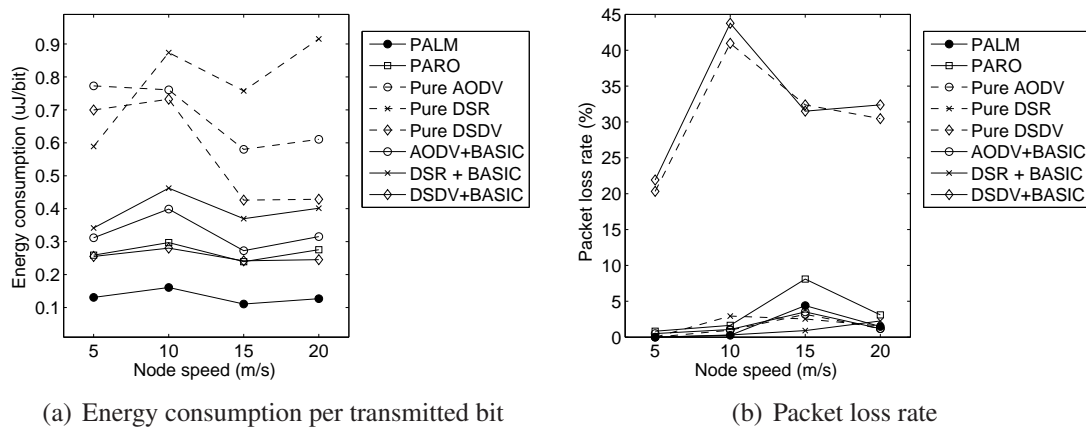 0.9
0.8
0.7
0.6
0.5
0.4
0.3
0.2
0.1
Energy consumption (uJ/bit)
5 10 15 20
Node speed (m/s)
PALM
PARO
Pure AODV
Pure DSR
Pure DSDV
AODV+BASIC
DSR + BASIC
DSDV+BASIC
(a) Energy consumption per transmitted bit
45
40
35
30
25
20
15
10
5
0
Packet loss rate (%)
5 10 15 20
Node speed (m/s)
PALM
PARO
Pure AODV
Pure DSR
Pure DSDV
AODV+BASIC
DSR + BASIC
DSDV+BASIC
(b) Packet loss rate